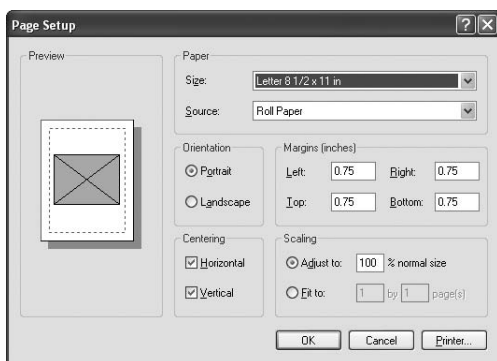 Page Setup
Preview
Paper
Size: Letter 8 1/2 x 11 in
Source: Roll Paper
Orientation
Portrait
Landscape
Margins (inches)
Left: 0.75 Right: 0.75
Top: 0.75 Bottom: 0.75
Centering
Horizontal
Vertical
Scaling
Adjust to: 100 % normal size
Fit to: 1 by 1 page(s)
OK Cancel Printer...